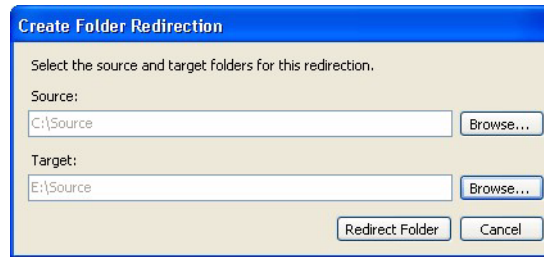 Create Folder Redirection
Select the source and target folders for this redirection.
Source:
C:\Source
Browse...
Target:
E:\Source
Browse...
Redirect Folder
Cancel